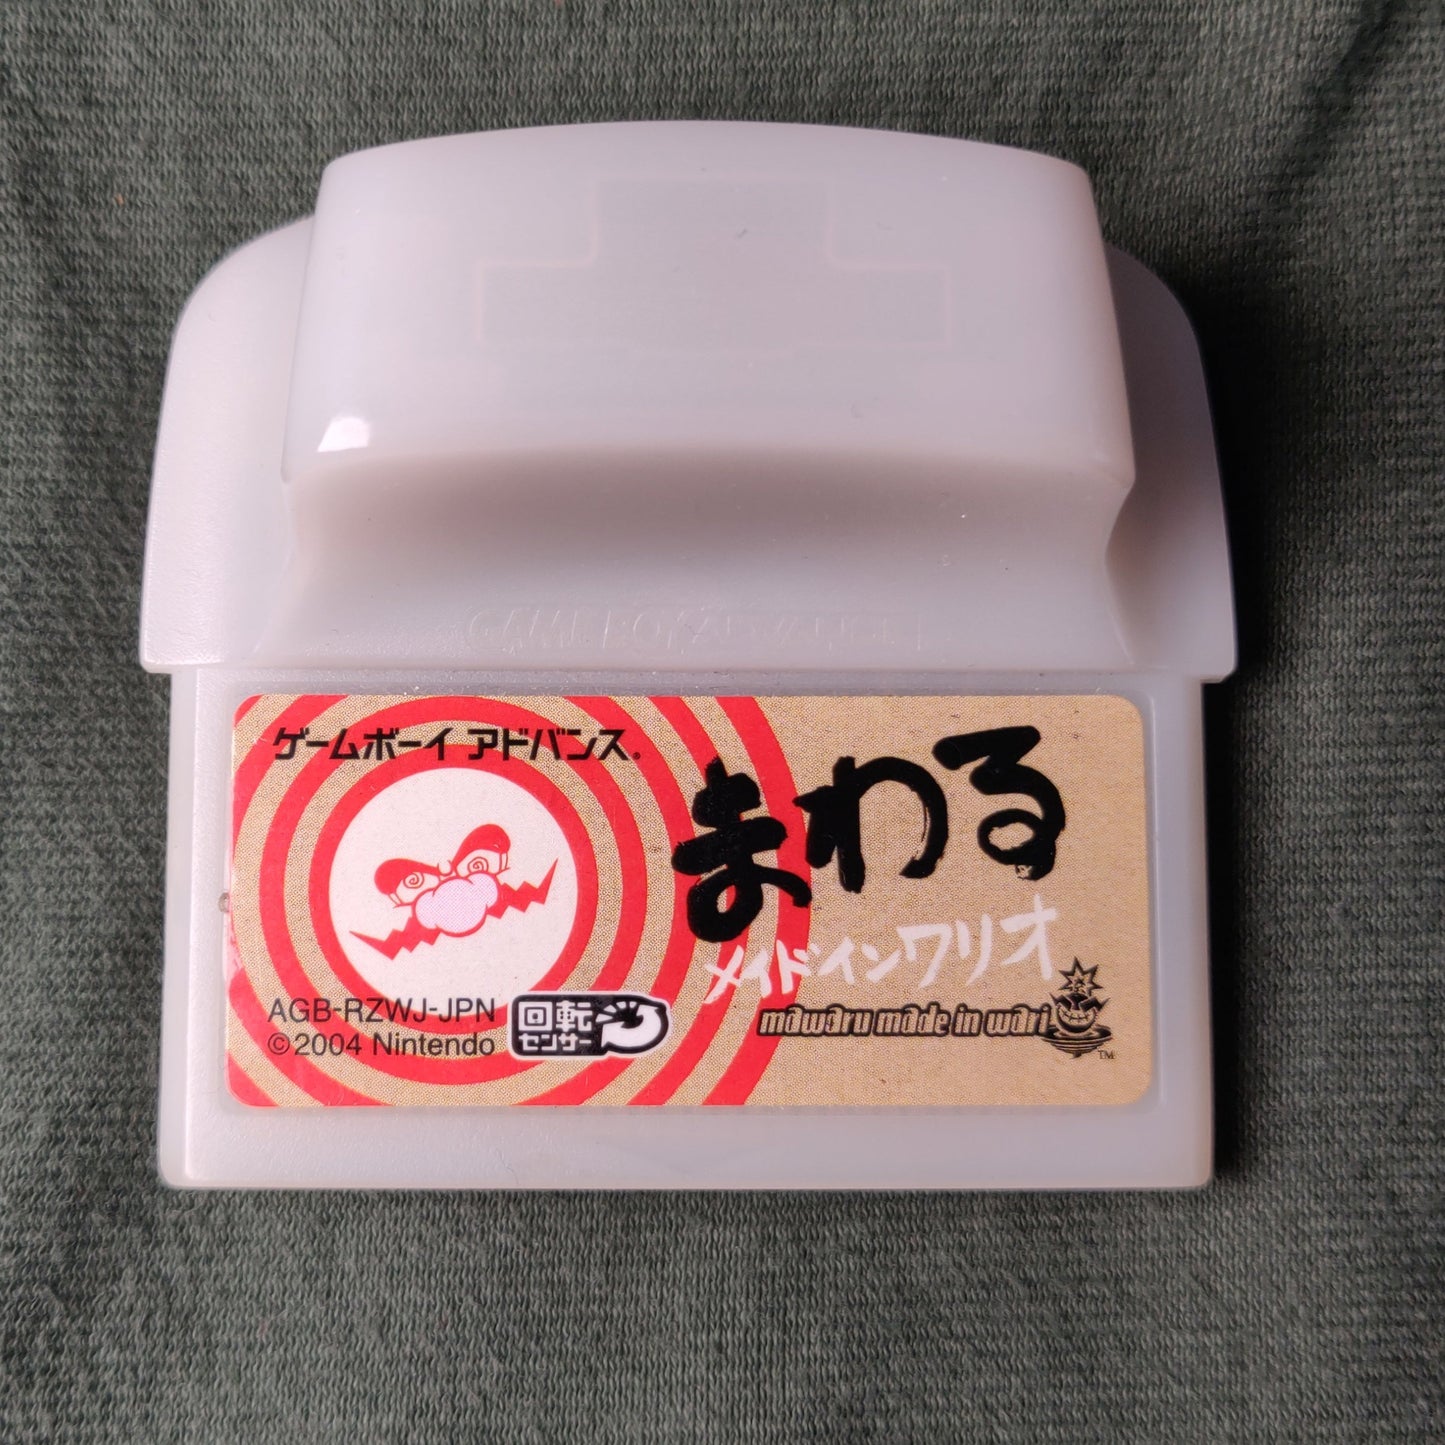 GAME BOY ADVANCE
ゲームボーイ アドバンス®
まわる
メイドインワリオ
mawaru made in wario
™
AGB-RZWJ-JPN
©2004 Nintendo
回転
センサー